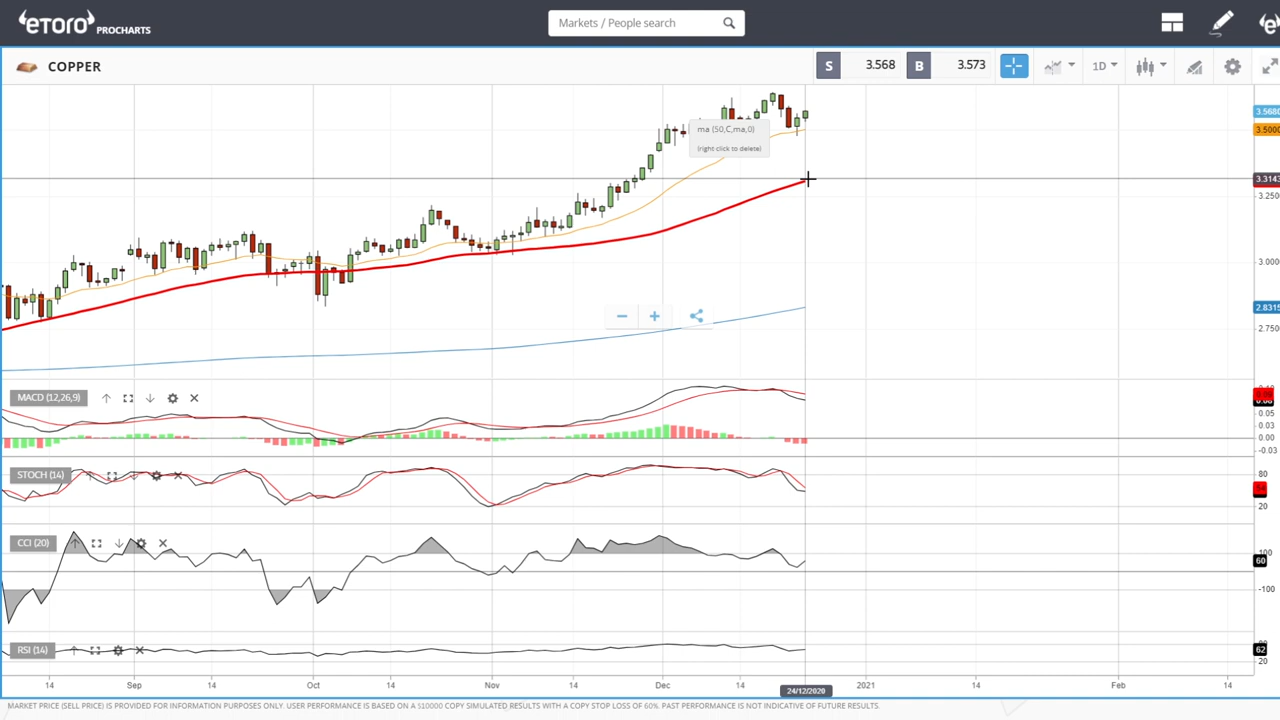 eToro PROCHARTS
Markets / People search
COPPER
S 3.568 B 3.573
1D
ma (50,C,ma,0)
(right click to delete)
3.5680
3.5000
3.3143
3.2500
3.0000
2.8315
2.7500
MACD (12,26,9)
0.05
0.03
0.00
-0.03
STOCH (14)
80
20
CCI (20)
100
60
-100
RSI (14)
62
20
14 Sep 14 Oct 14 Nov 14 Dec 14 24/12/2020 2021 14 Feb 14
MARKET PRICE (SELL PRICE) IS PROVIDED FOR INFORMATION PURPOSES ONLY. USER PERFORMANCE IS BASED ON A $10000 COPY SIMULATED RESULTS WITH A COPY STOP LOSS OF 60%. PAST PERFORMANCE IS NOT INDICATIVE OF FUTURE RESULTS.